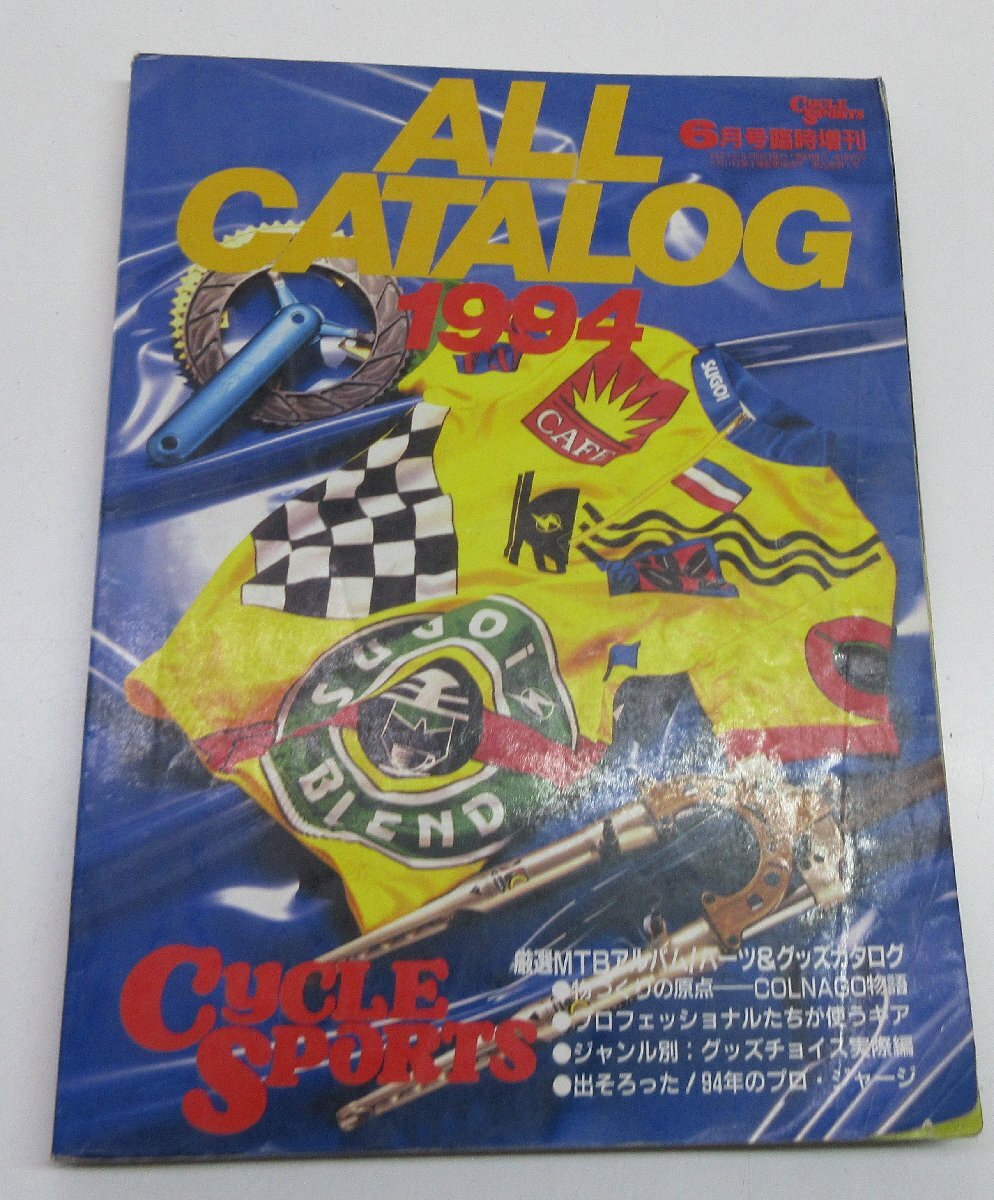 ALL
CATALOG
1994
CYCLE
SPORTS
6月号臨時増刊
SUGOI
CAFE
SUGOI
BLEND
CYCLE
SPORTS
厳選MTBアルバム/パーツ&グッズカタログ
●物づくりの原点——COLNAGO物語
●プロフェッショナルたちが使うギア
●ジャンル別:グッズチョイス実際編
●出そろった/94年のプロ・ジャージ